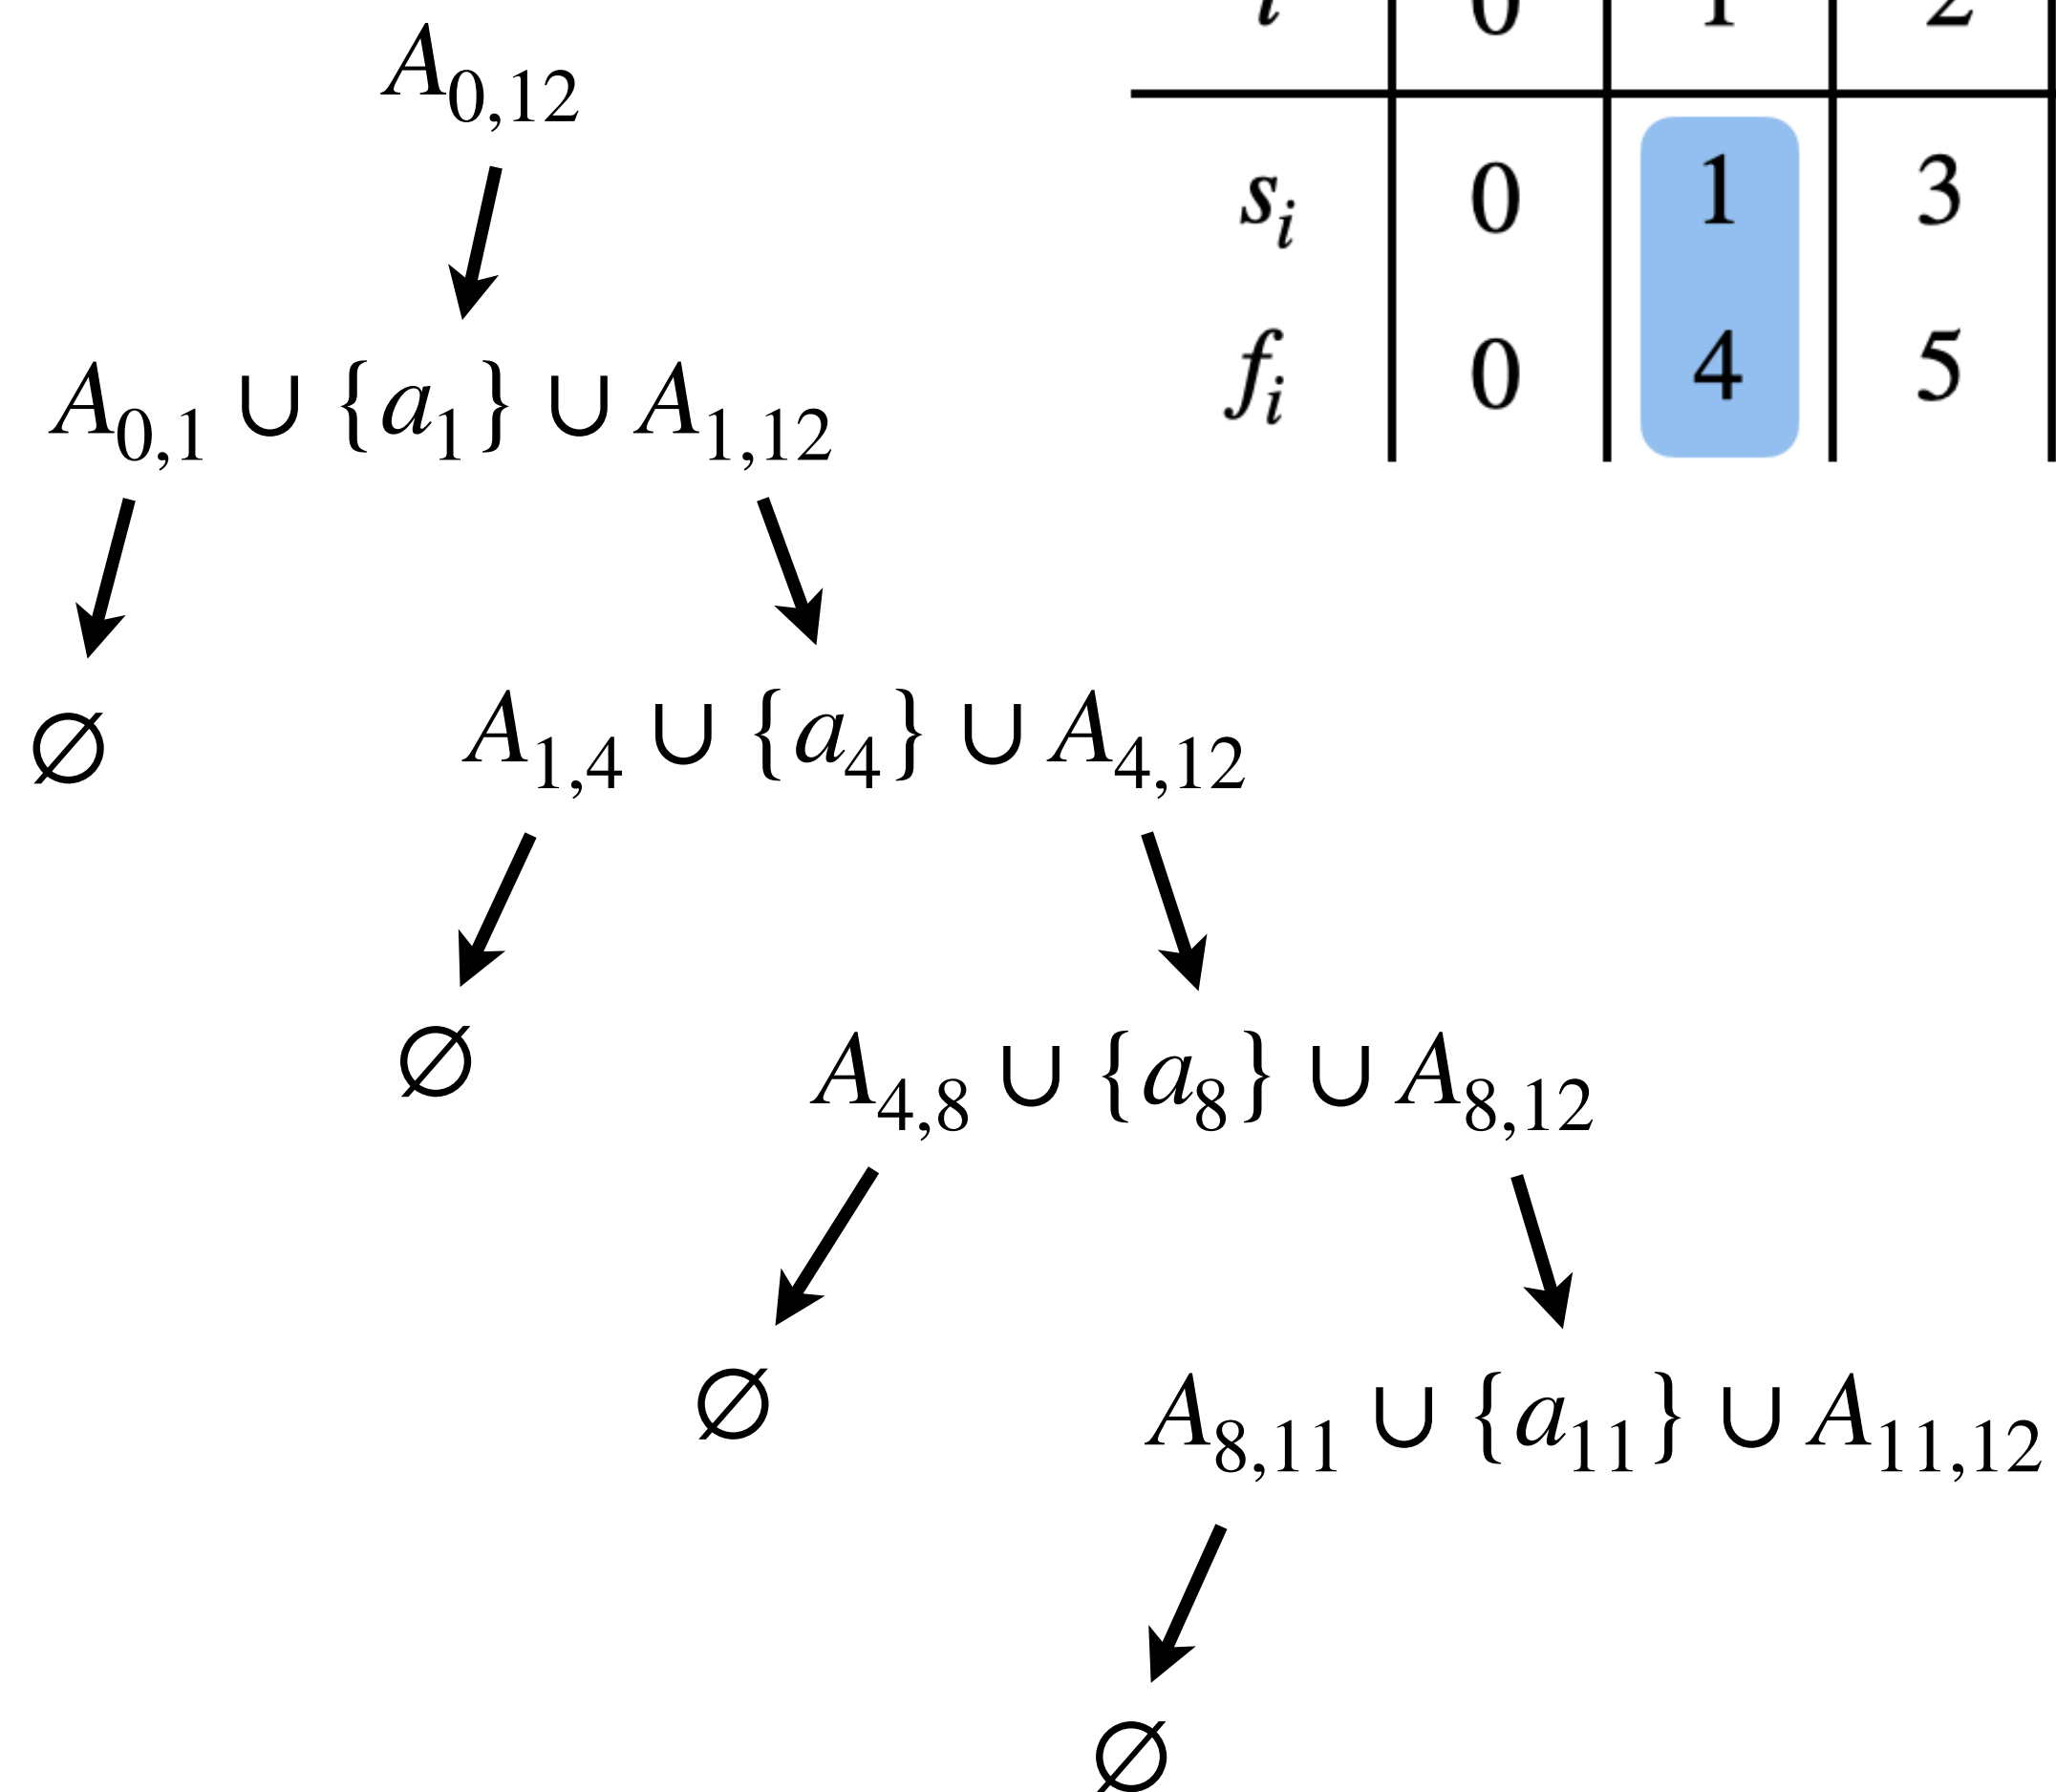 A0,12
i 0 1 2
si 0 1 3
fi 0 4 5
A0,1 ∪ {a1} ∪ A1,12
∅
A1,4 ∪ {a4} ∪ A4,12
∅
A4,8 ∪ {a8} ∪ A8,12
∅
A8,11 ∪ {a11} ∪ A11,12
∅